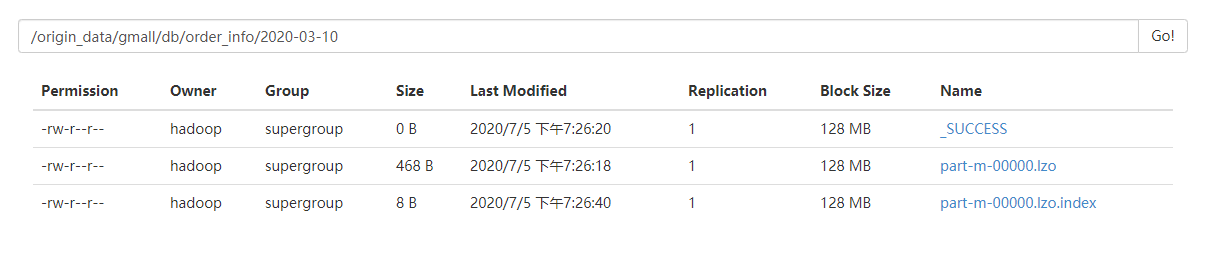 /origin_data/gmall/db/order_info/2020-03-10 Go!
Permission Owner Group Size Last Modified Replication Block Size Name
-rw-r--r-- hadoop supergroup 0 B 2020/7/5 下午7:26:20 1 128 MB _SUCCESS
-rw-r--r-- hadoop supergroup 468 B 2020/7/5 下午7:26:18 1 128 MB part-m-00000.lzo
-rw-r--r-- hadoop supergroup 8 B 2020/7/5 下午7:26:40 1 128 MB part-m-00000.lzo.index